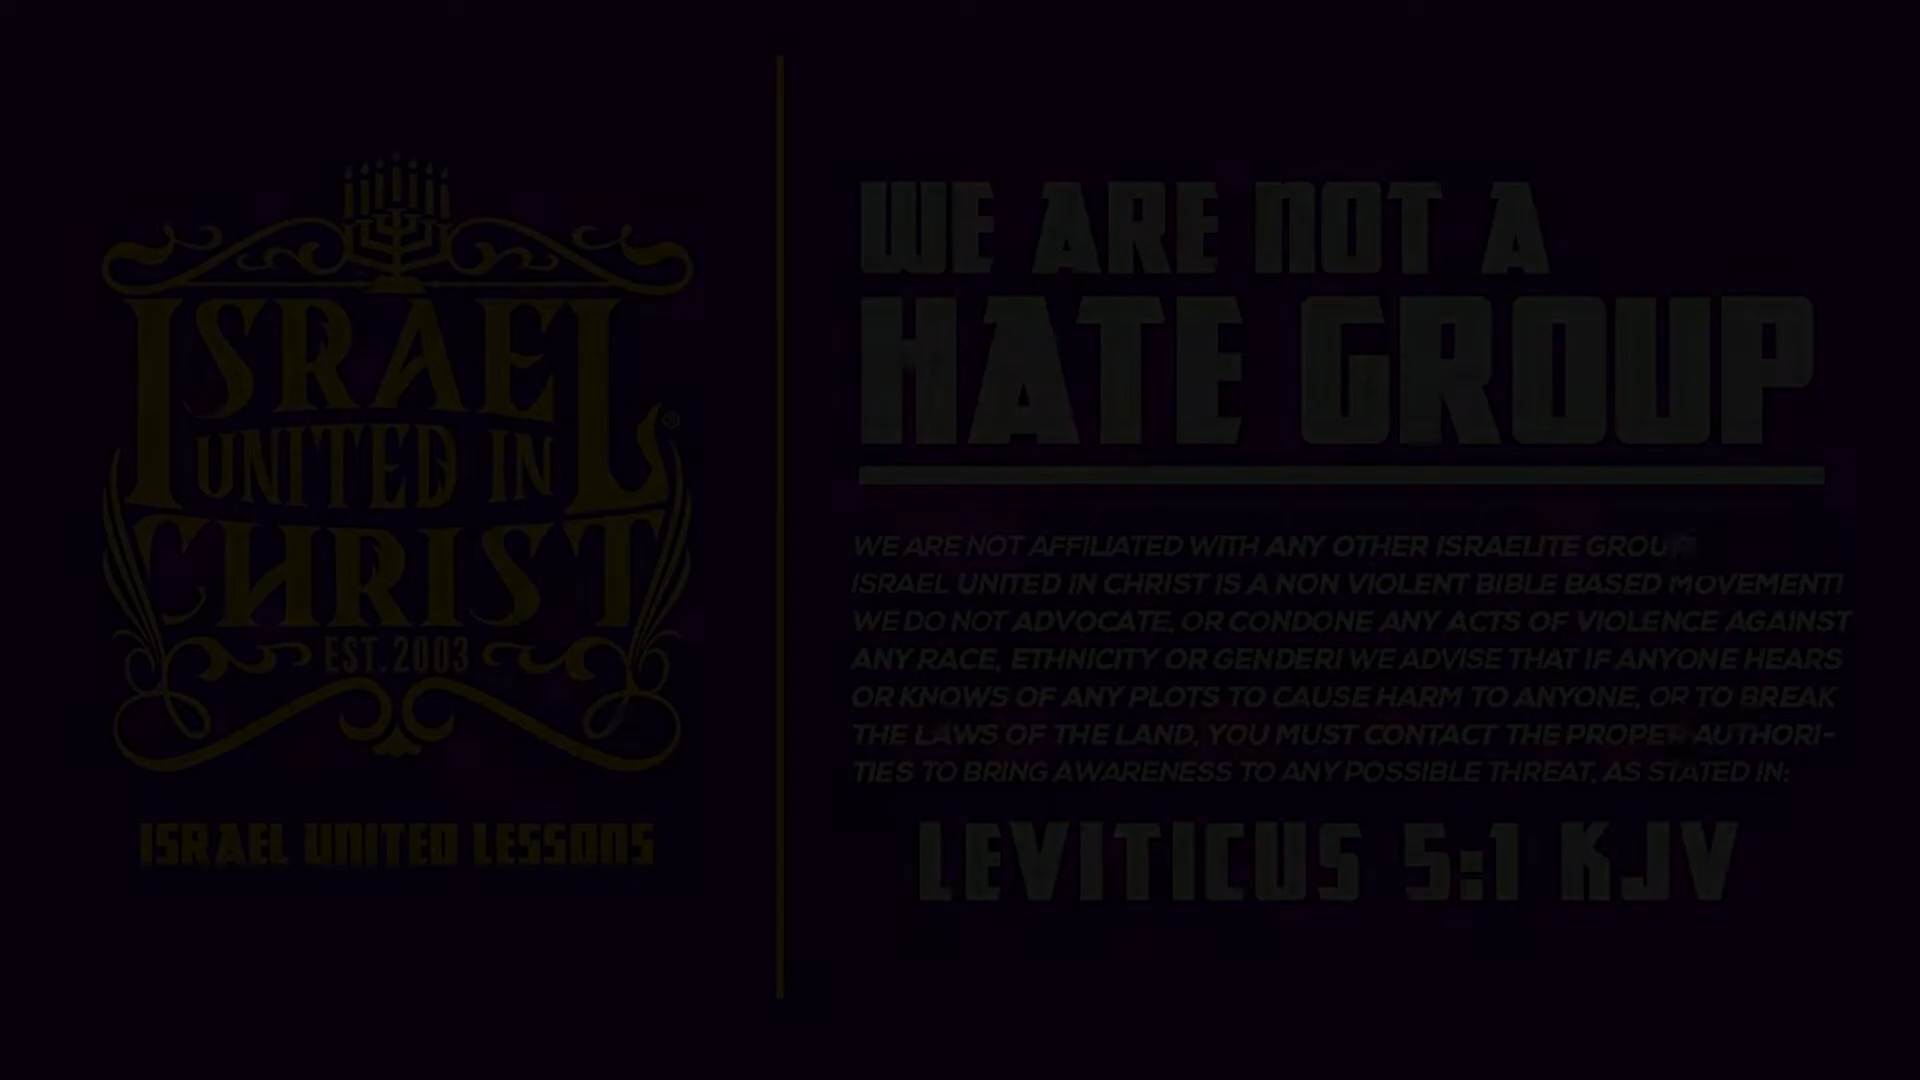 ISRAEL
UNITED IN
CHRIST
®
EST. 2003
ISRAEL UNITED LESSONS
WE ARE NOT A
HATE GROUP
WE ARE NOT AFFILIATED WITH ANY OTHER ISRAELITE
ISRAEL UNITED IN CHRIST IS A NON VIOLENT BIBLE BASED MOVEMENT!
WE DO NOT ADVOCATE, OR CONDONE ANY ACTS OF VIOLENCE AGAINST
ANY RACE, ETHNICITY OR GENDER! WE ADVISE THAT IF ANYONE HEARS
OR KNOWS OF ANY PLOTS TO CAUSE HARM TO ANYONE, OR TO BREAK
THE LAWS OF THE LAND, YOU MUST CONTACT THE PROPER AUTHORI-
TIES TO BRING AWARENESS TO ANY POSSIBLE THREAT, AS STATED IN:
LEVITICUS 5:1 KJV